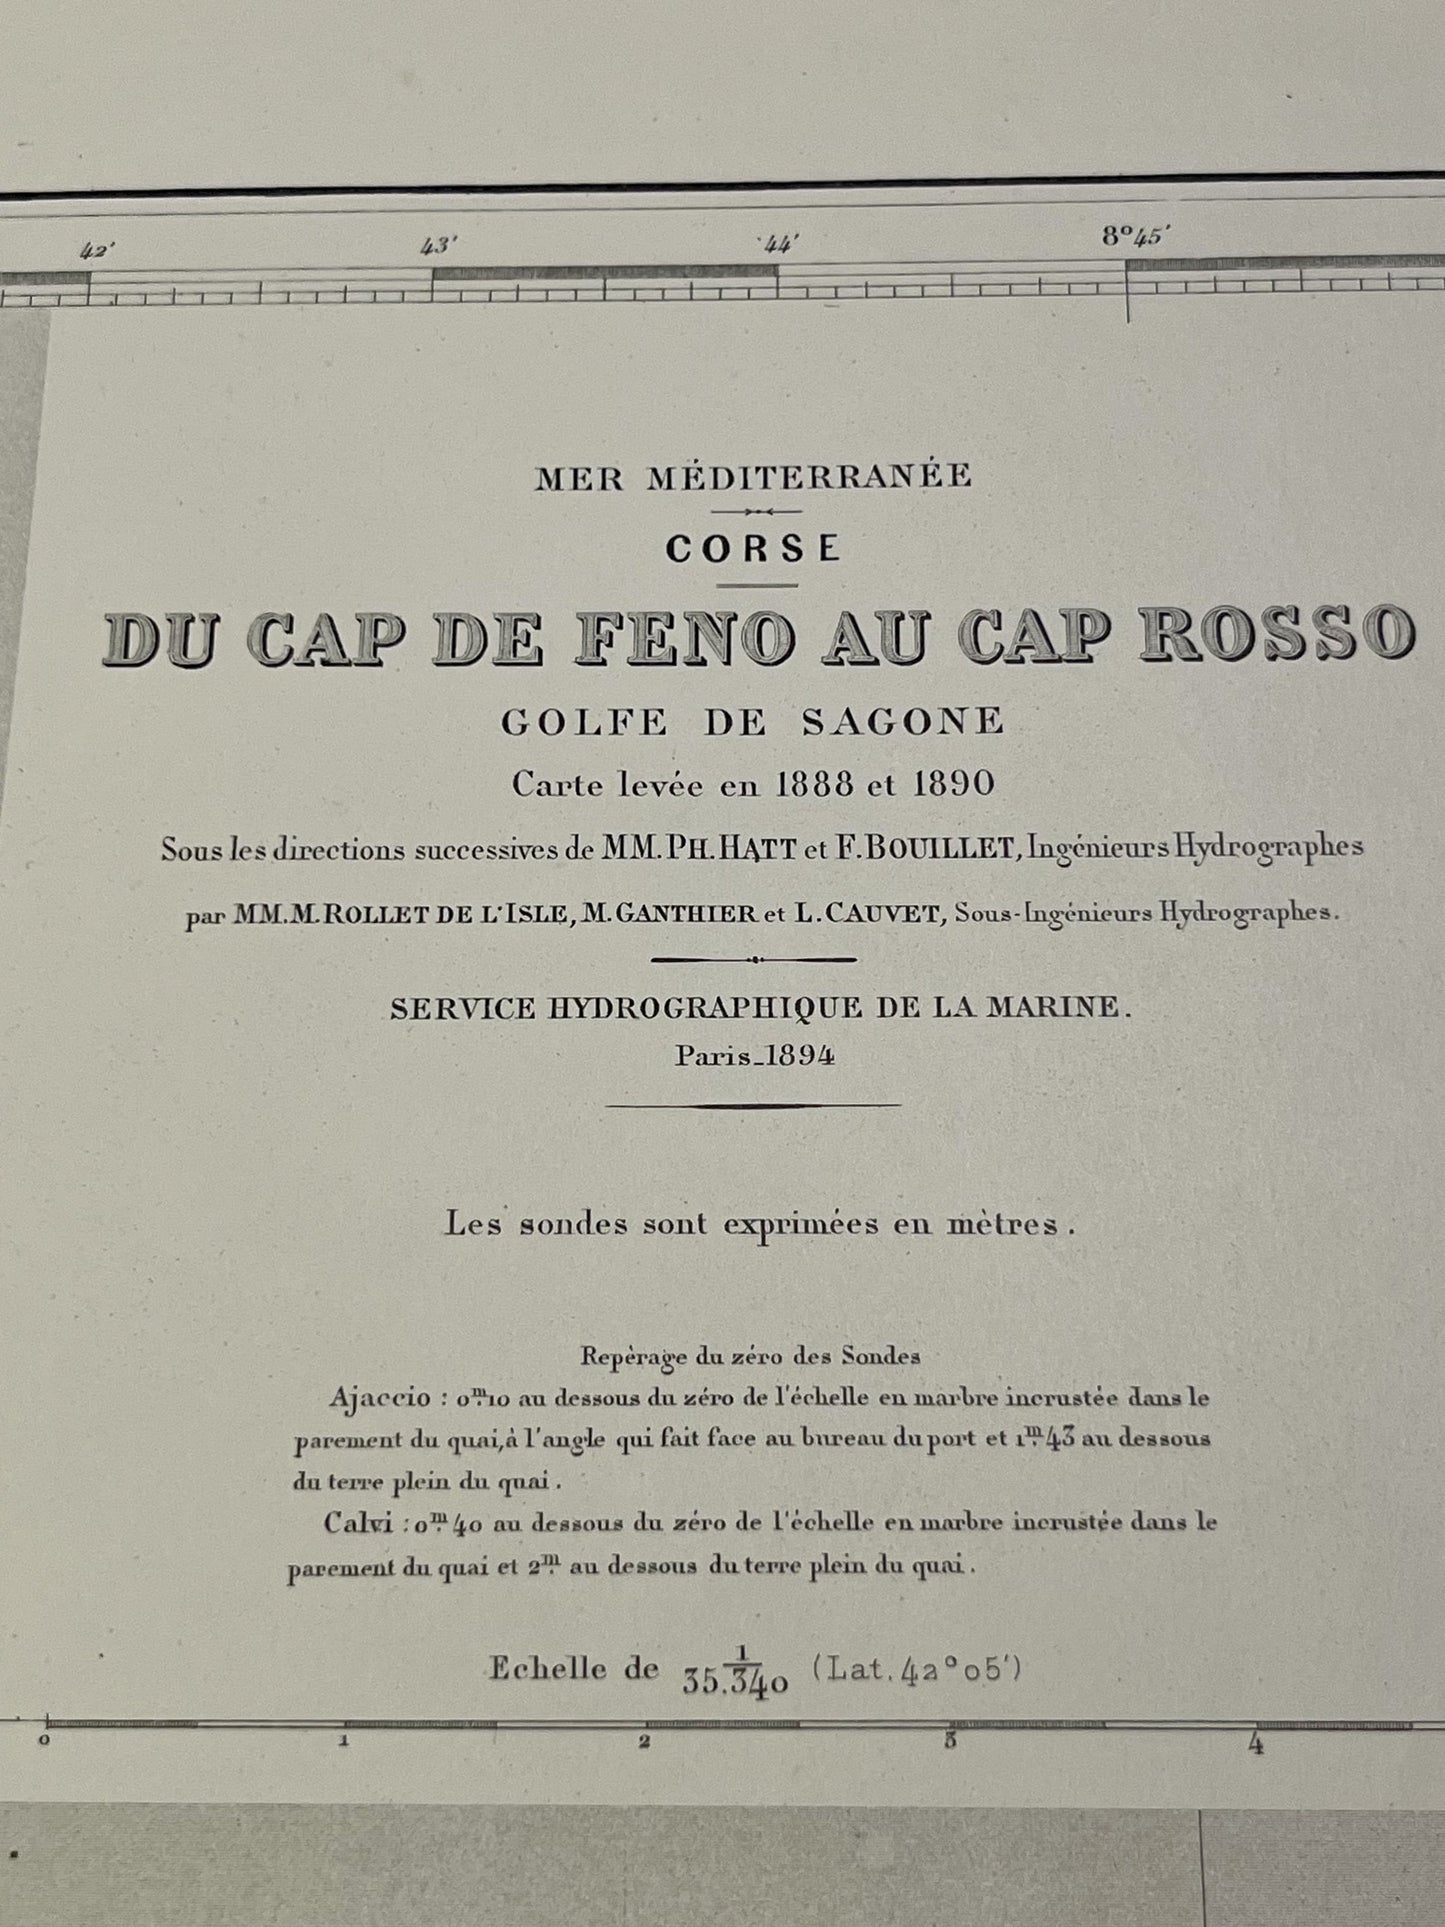 42' 43' 44' 8°45'
MER MÉDITERRANÉE
CORSE
DU CAP DE FENO AU CAP ROSSO
GOLFE DE SAGONE
Carte levée en 1888 et 1890
Sous les directions successives de MM. PH. HATT et F. BOUILLET, Ingénieurs Hydrographes
par MM. M. ROLLET DE L'ISLE, M. GANTHIER et L. CAUVET, Sous-Ingénieurs Hydrographes.
SERVICE HYDROGRAPHIQUE DE LA MARINE.
Paris_1894
Les sondes sont exprimées en mètres.
Repèrage du zéro des Sondes
Ajaccio : 0ᵐ.10 au dessous du zéro de l'échelle en marbre incrustée dans le
parement du quai, à l'angle qui fait face au bureau du port et 1ᵐ.43 au dessous
du terre plein du quai.
Calvi : 0ᵐ.40 au dessous du zéro de l'échelle en marbre incrustée dans le
parement du quai et 2ᵐ. au dessous du terre plein du quai.
Echelle de 1/35.340 (Lat. 42°05')
0 1 2 3 4